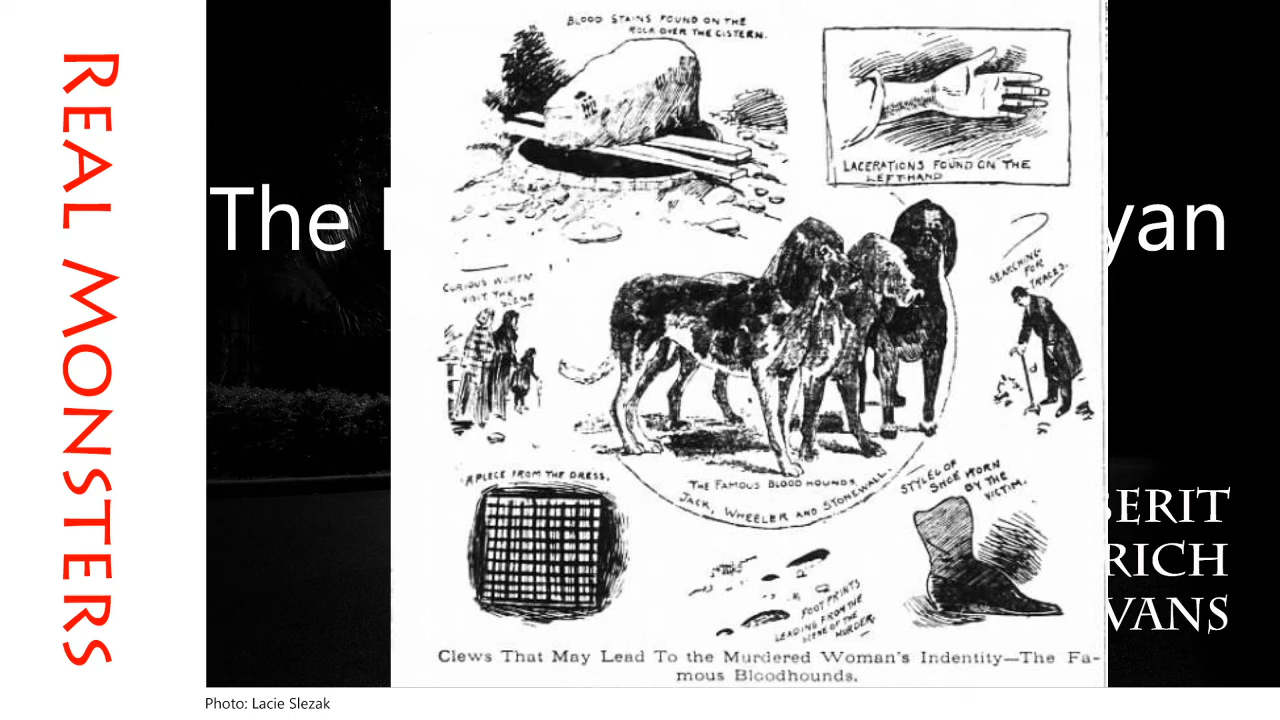 REAL MONSTERS
The
yan
BLOOD STAINS FOUND ON THE
ROCK OVER THE CISTERN.
LACERATIONS FOUND ON THE
LEFT-HAND
CURIOUS WOMEN
VISIT THE SCENE
SEARCHING
FOR
TRACES.
A PIECE FROM THE DRESS.
THE FAMOUS BLOOD HOUNDS,
JACK, WHEELER AND STONEWALL.
STYLE OF
SHOE WORN
BY THE
VICTIM.
FOOT PRINTS
LEADING FROM THE
SCENE OF THE
MURDER.
SERIT
RICH
VANS
Clews That May Lead To the Murdered Woman's Indentity—The Fa-
mous Bloodhounds.
Photo: Lacie Slezak